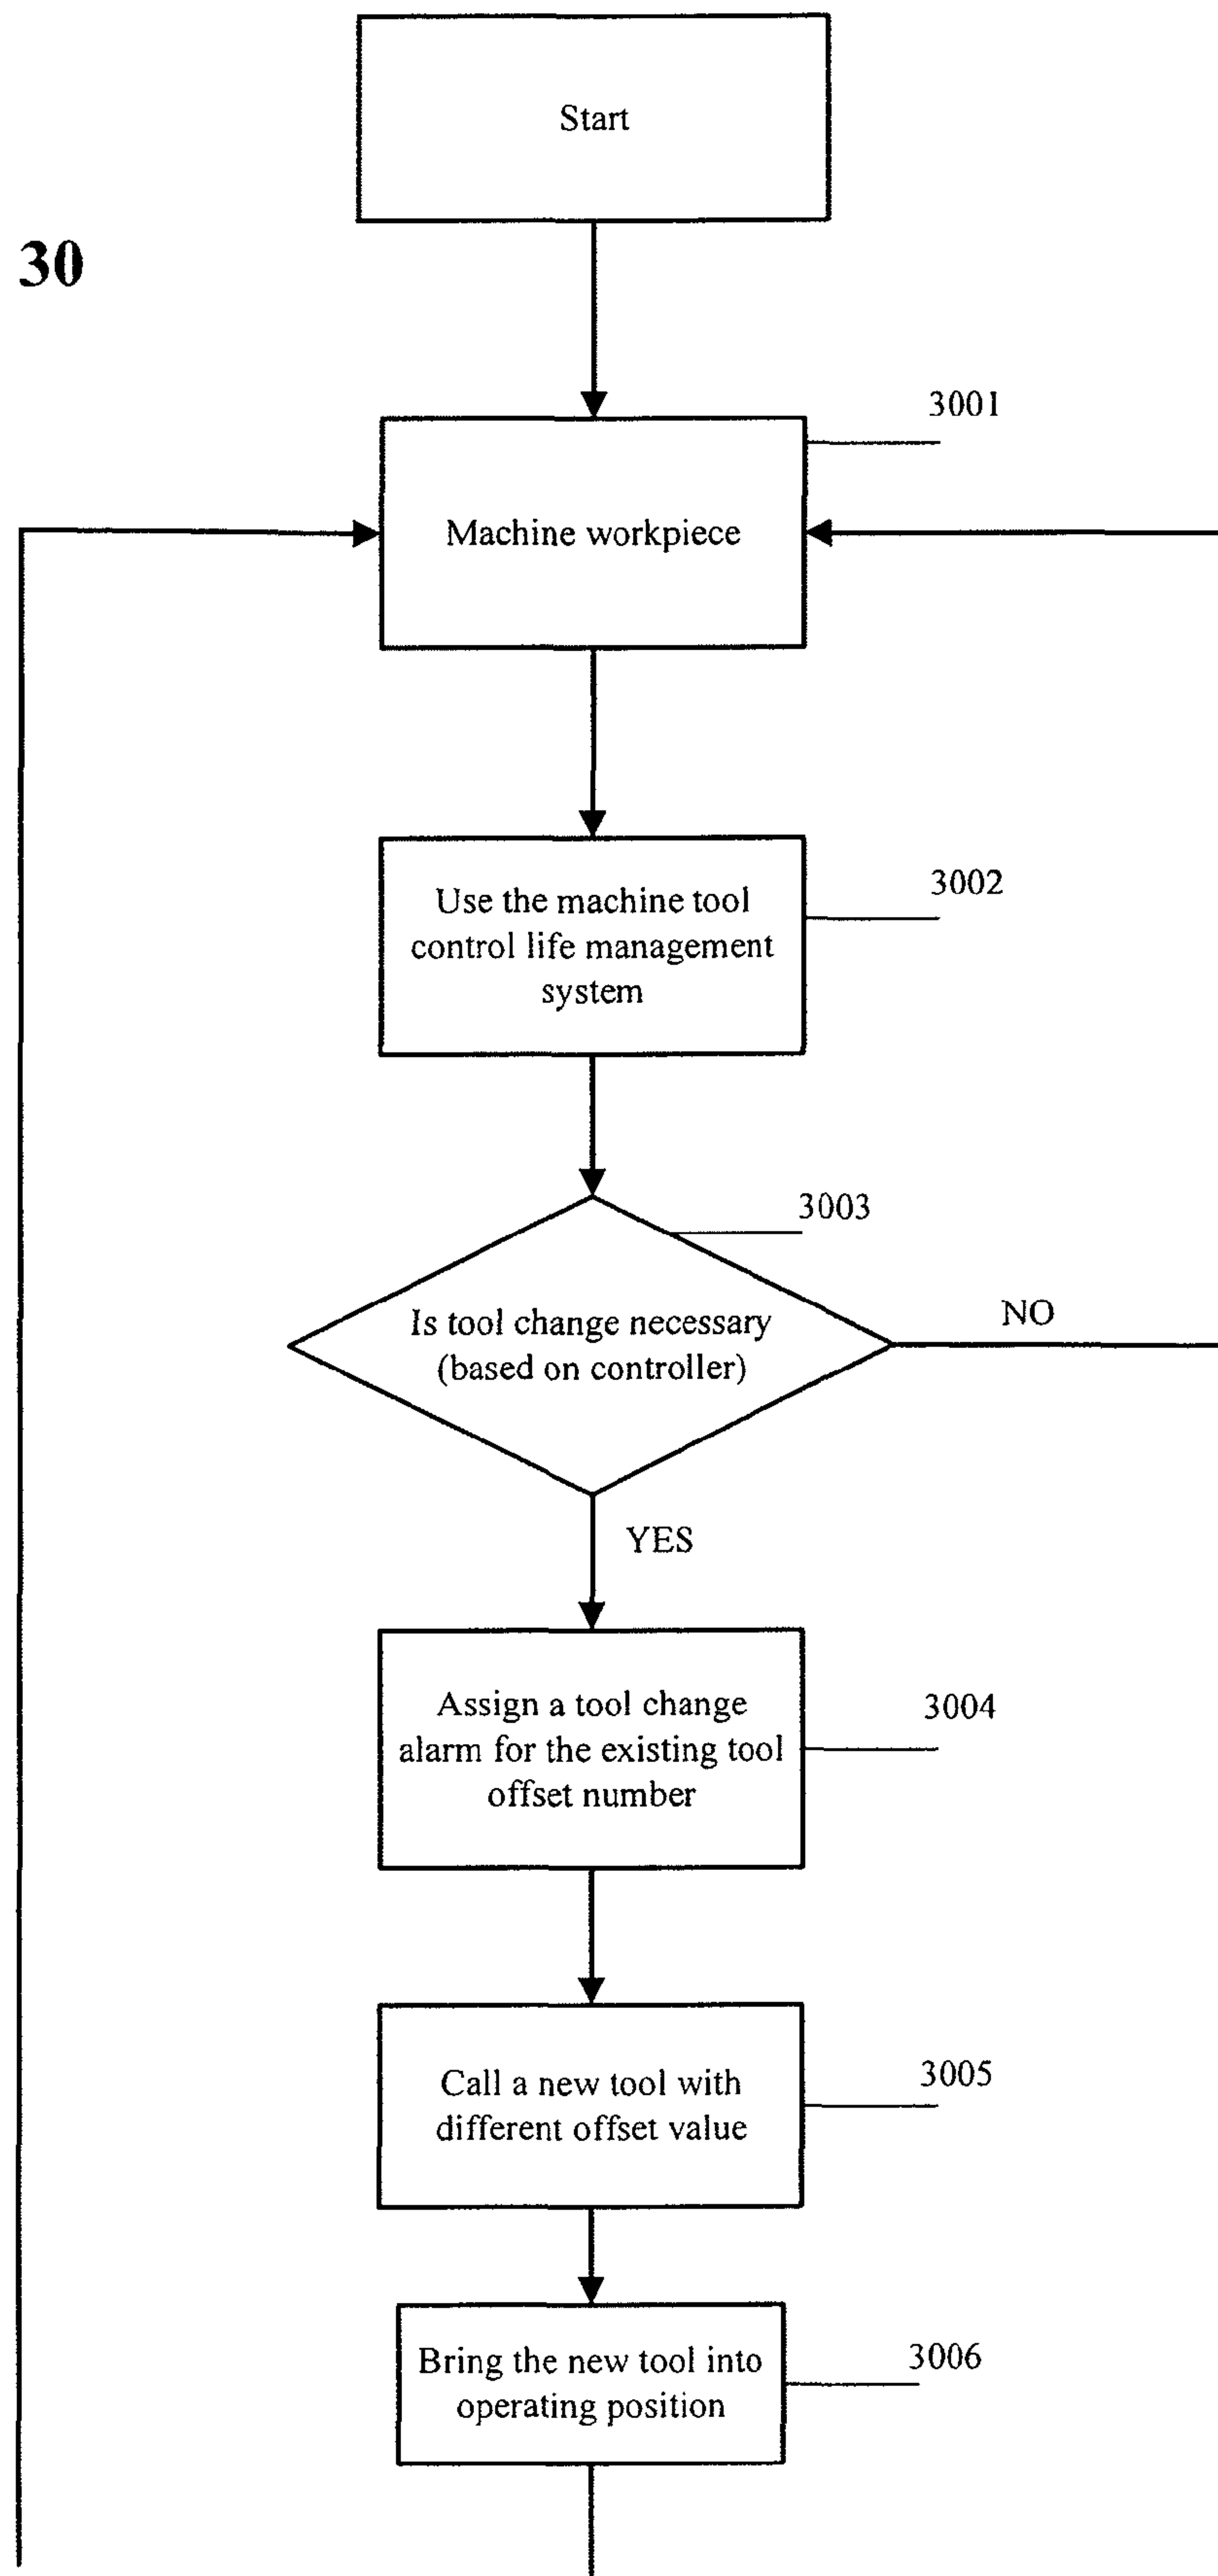 Start
30
3001
Machine workpiece
3002
Use the machine tool
control life management
system
3003
Is tool change necessary
(based on controller)
NO
YES
3004
Assign a tool change
alarm for the existing tool
offset number
3005
Call a new tool with
different offset value
3006
Bring the new tool into
operating position